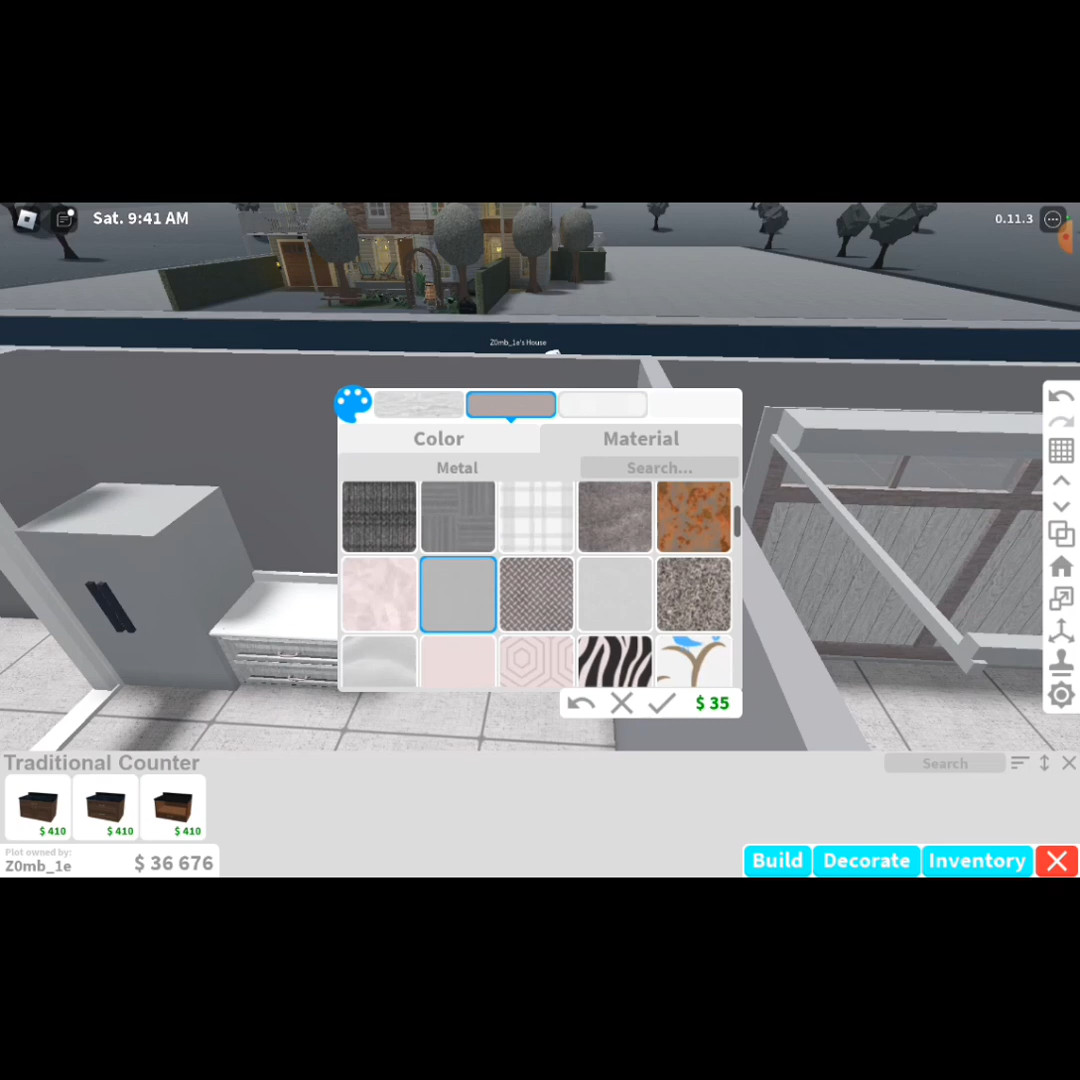 Sat. 9:41 AM
0.11.3
Z0mb_1e's House
Color
Material
Metal
Search...
$ 35
Traditional Counter
Search
$ 410
$ 410
$ 410
Plot owned by:
Z0mb_1e
$ 36 676
Build
Decorate
Inventory